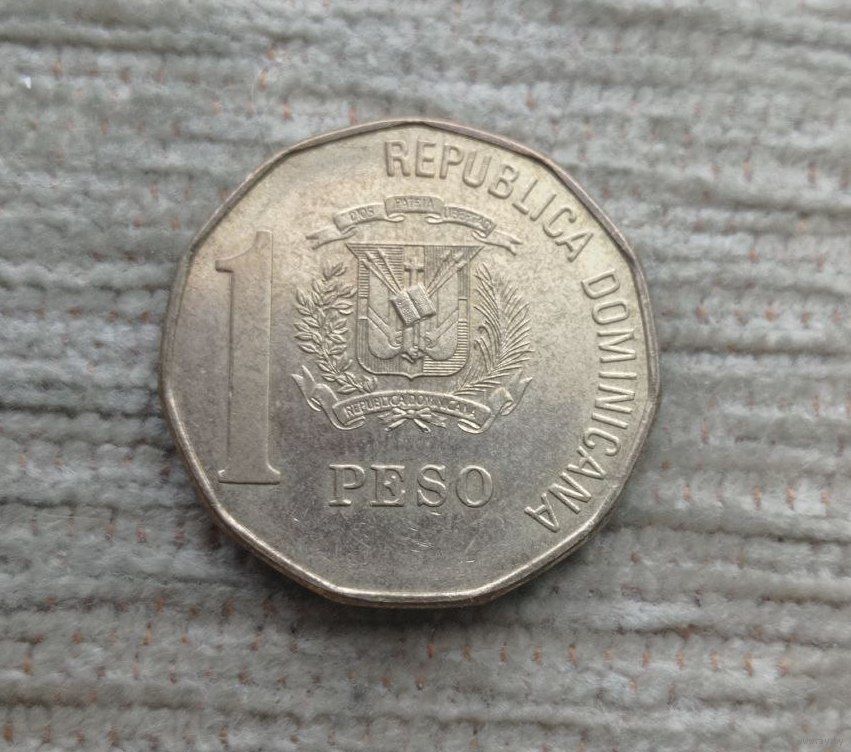 REPUBLICA DOMINICANA
DIOS PATRIA LIBERTAD
1
REPUBLICA DOMINICANA
PESO